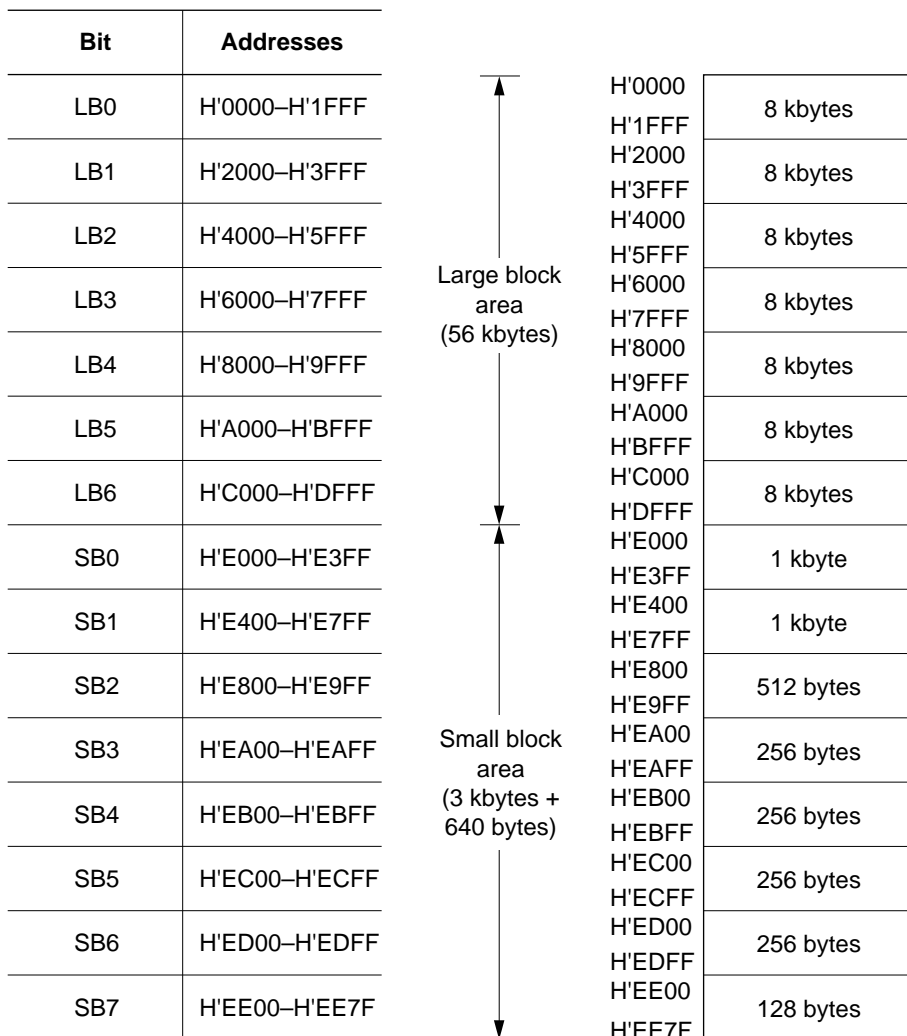 Bit Addresses
LB0 H'0000–H'1FFF
LB1 H'2000–H'3FFF
LB2 H'4000–H'5FFF
LB3 H'6000–H'7FFF
LB4 H'8000–H'9FFF
LB5 H'A000–H'BFFF
LB6 H'C000–H'DFFF
SB0 H'E000–H'E3FF
SB1 H'E400–H'E7FF
SB2 H'E800–H'E9FF
SB3 H'EA00–H'EAFF
SB4 H'EB00–H'EBFF
SB5 H'EC00–H'ECFF
SB6 H'ED00–H'EDFF
SB7 H'EE00–H'EE7F
Large block
area
(56 kbytes)
Small block
area
(3 kbytes +
640 bytes)
H'0000
8 kbytes
H'1FFF
H'2000
8 kbytes
H'3FFF
H'4000
8 kbytes
H'5FFF
H'6000
8 kbytes
H'7FFF
H'8000
8 kbytes
H'9FFF
H'A000
8 kbytes
H'BFFF
H'C000
8 kbytes
H'DFFF
H'E000
1 kbyte
H'E3FF
H'E400
1 kbyte
H'E7FF
H'E800
512 bytes
H'E9FF
H'EA00
256 bytes
H'EAFF
H'EB00
256 bytes
H'EBFF
H'EC00
256 bytes
H'ECFF
H'ED00
256 bytes
H'EDFF
H'EE00
128 bytes
H'EE7F